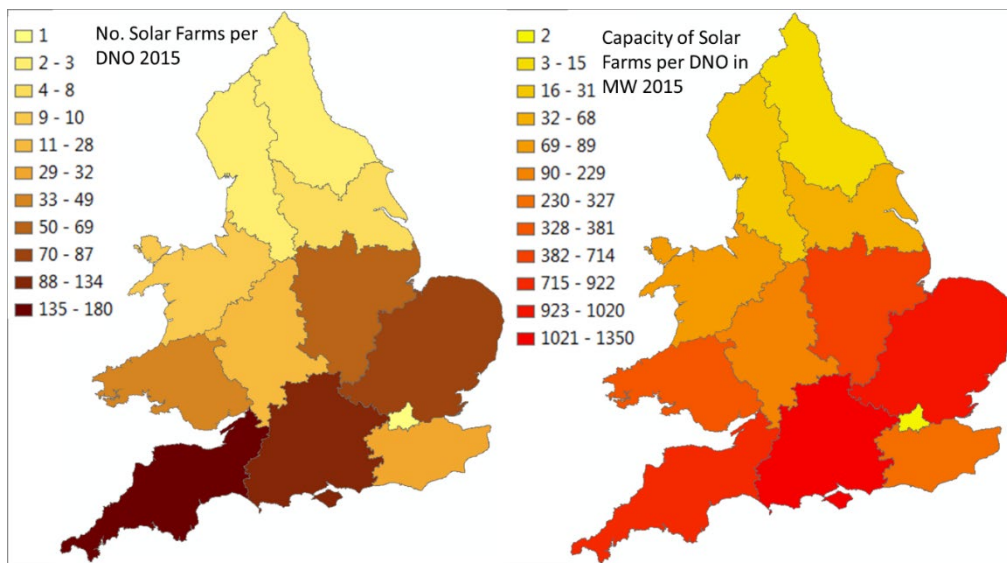 No. Solar Farms per
DNO 2015
1
2 - 3
4 - 8
9 - 10
11 - 28
29 - 32
33 - 49
50 - 69
70 - 87
88 - 134
135 - 180
Capacity of Solar
Farms per DNO in
MW 2015
2
3 - 15
16 - 31
32 - 68
69 - 89
90 - 229
230 - 327
328 - 381
382 - 714
715 - 922
923 - 1020
1021 - 1350